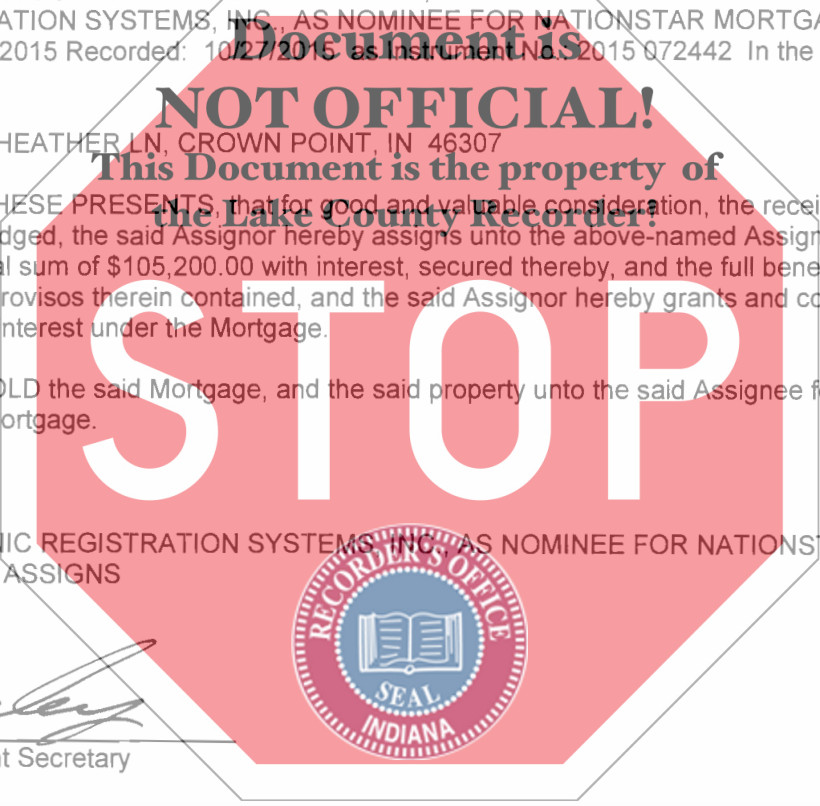 ATION SYSTEMS, INC., AS NOMINEE FOR NATIONSTAR MORTGA
Document is
2015 Recorded: 10/27/2015 as Instrument No.: 2015 072442 In the
NOT OFFICIAL!
HEATHER LN, CROWN POINT, IN 46307
This Document is the property of
HESE PRESENTS, that for good and valuable consideration, the recei
the Lake County Recorder!
dged, the said Assignor hereby assigns unto the above-named Assign
al sum of $105,200.00 with interest, secured thereby, and the full bene
rovisos therein contained, and the said Assignor hereby grants and co
nterest under the Mortgage.
STOP
OLD the said Mortgage, and the said property unto the said Assignee f
ortgage.
NIC REGISTRATION SYSTEMS, INC., AS NOMINEE FOR NATIONST
ASSIGNS
RECORDER'S OFFICE
SEAL
INDIANA
t Secretary